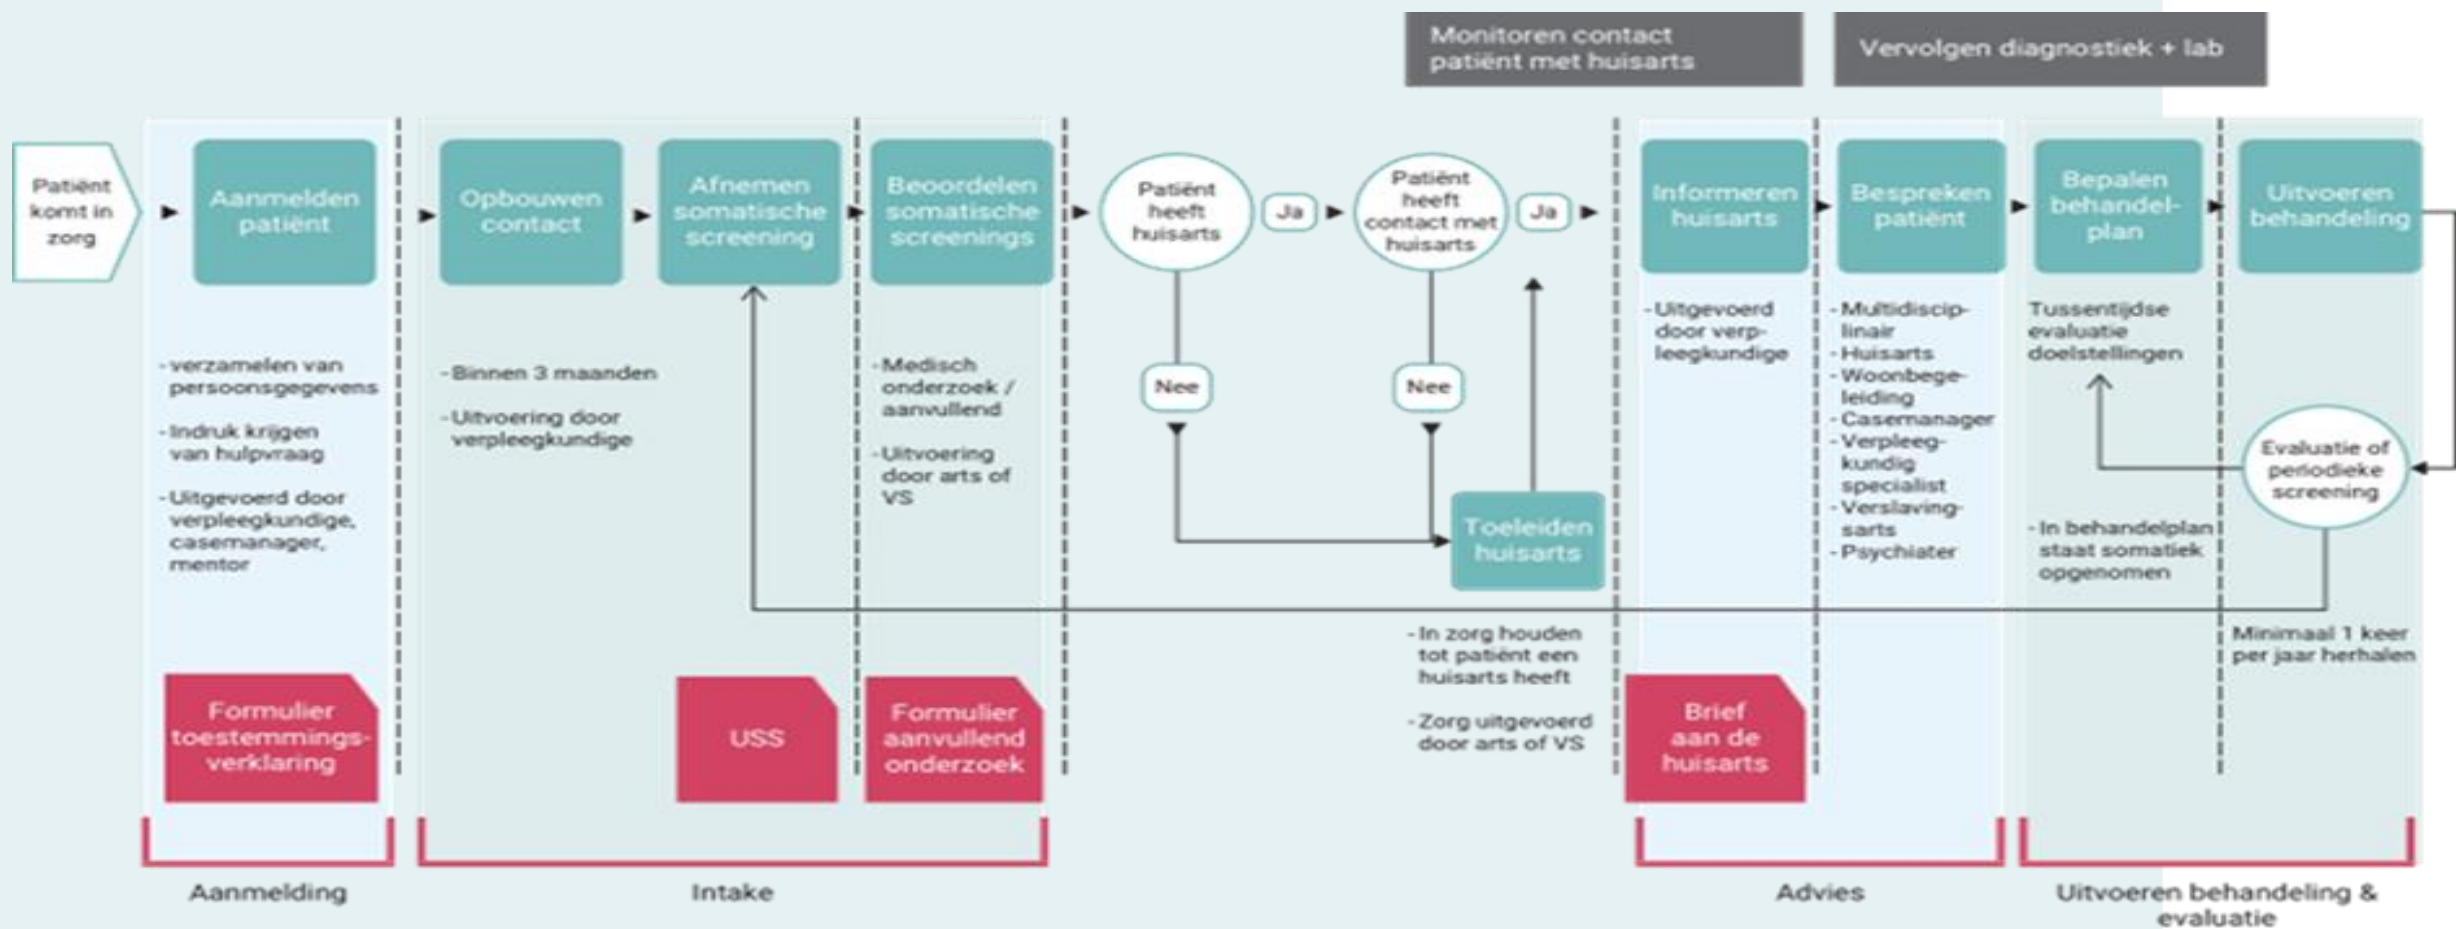 Monitoren contact
patiënt met huisarts
Vervolgen diagnostiek + lab
Patiënt
komt in
zorg
Aanmelden
patiënt
Opbouwen
contact
Afnemen
somatische
screening
Beoordelen
somatische
screenings
Patiënt
heeft
huisarts
Ja
Patiënt
heeft
contact met
huisarts
Ja
Informeren
huisarts
Bespreken
patiënt
Bepalen
behandel-
plan
Uitvoeren
behandeling
- verzamelen van
persoonsgegevens
- Indruk krijgen
van hulpvraag
- Uitgevoerd door
verpleegkundige,
casemanager,
mentor
- Binnen 3 maanden
- Uitvoering door
verpleegkundige
- Medisch
onderzoek /
aanvullend
- Uitvoering
door arts of
VS
Nee
Nee
Toeleiden
huisarts
- In zorg houden
tot patiënt een
huisarts heeft
- Zorg uitgevoerd
door arts of VS
- Uitgevoerd
door verp-
leegkundige
- Multidiscip-
linair
- Huisarts
- Woonbege-
leiding
- Casemanager
- Verpleeg-
kundig
specialist
- Verslaving-
sarts
- Psychiater
Tussentijdse
evaluatie
doelstellingen
- In behandelplan
staat somatiek
opgenomen
Evaluatie of
periodieke
screening
Minimaal 1 keer
per jaar herhalen
Formulier
toestemmings-
verklaring
USS
Formulier
aanvullend
onderzoek
Brief
aan de
huisarts
Aanmelding
Intake
Advies
Uitvoeren behandeling &
evaluatie